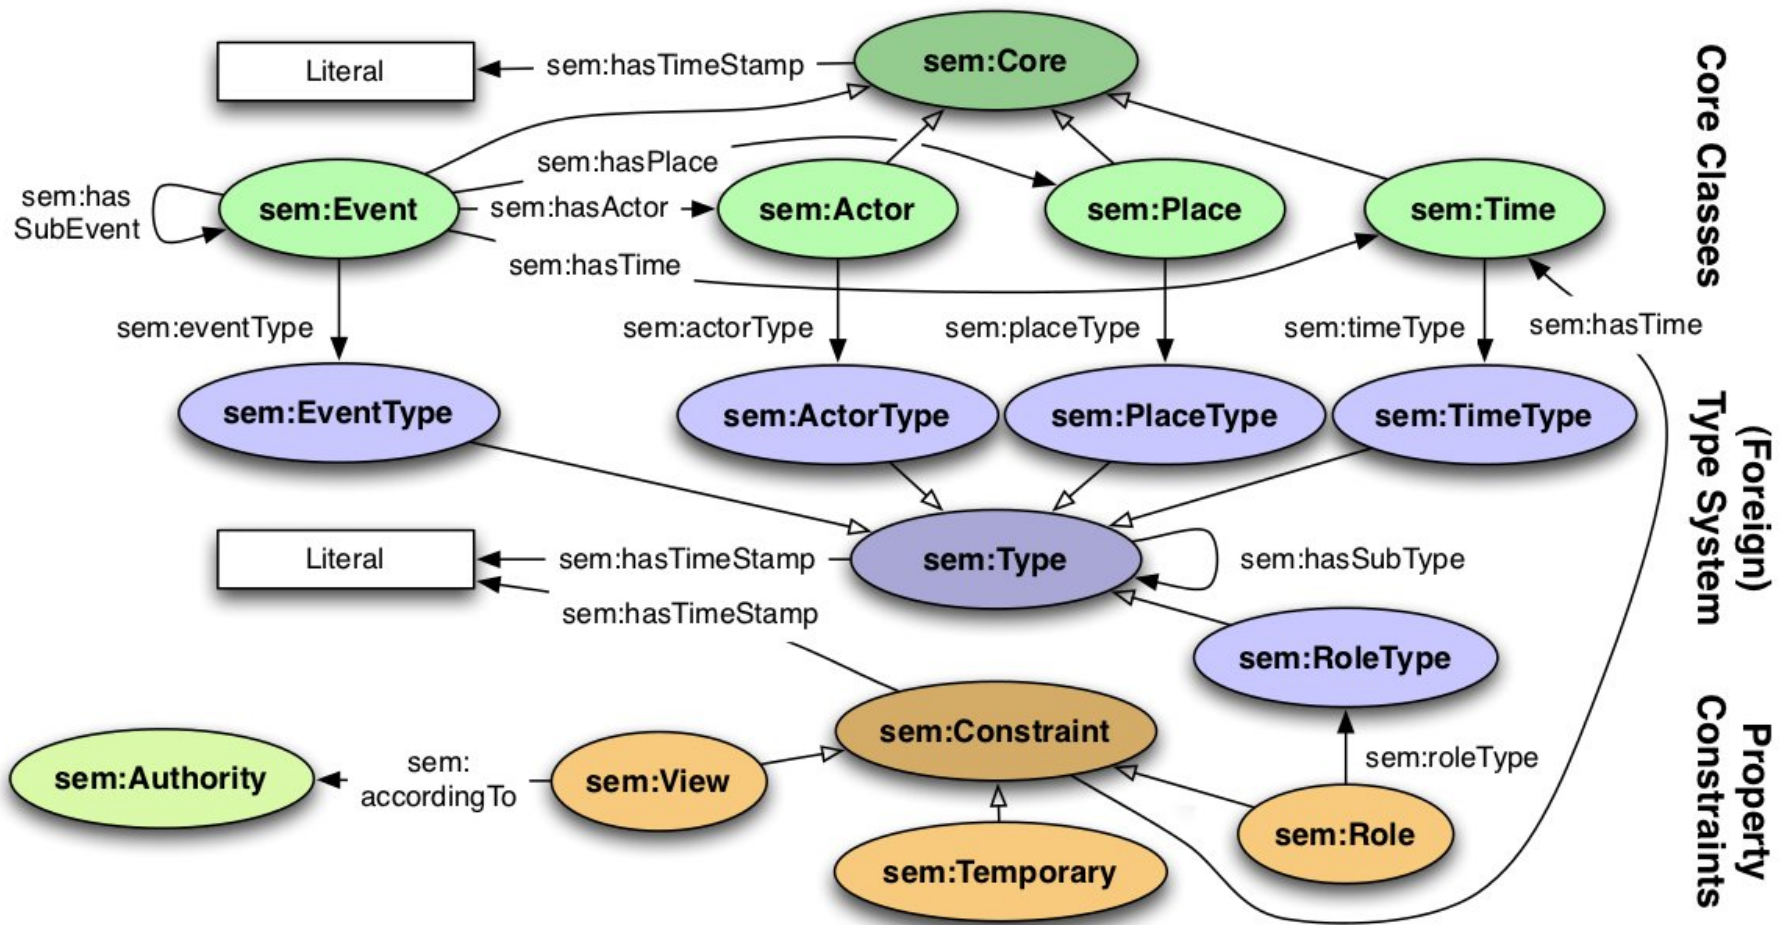 sem:Core
Literal
sem:hasTimeStamp
sem:hasPlace
sem:has
SubEvent
sem:Event
sem:hasActor
sem:Actor
sem:Place
sem:Time
sem:hasTime
sem:eventType
sem:actorType
sem:placeType
sem:timeType
sem:hasTime
Core Classes
sem:EventType
sem:ActorType
sem:PlaceType
sem:TimeType
(Foreign)
Type System
Literal
sem:hasTimeStamp
sem:Type
sem:hasSubType
sem:hasTimeStamp
sem:RoleType
sem:Constraint
sem:roleType
sem:Authority
sem:
accordingTo
sem:View
sem:Role
sem:Temporary
Property
Constraints